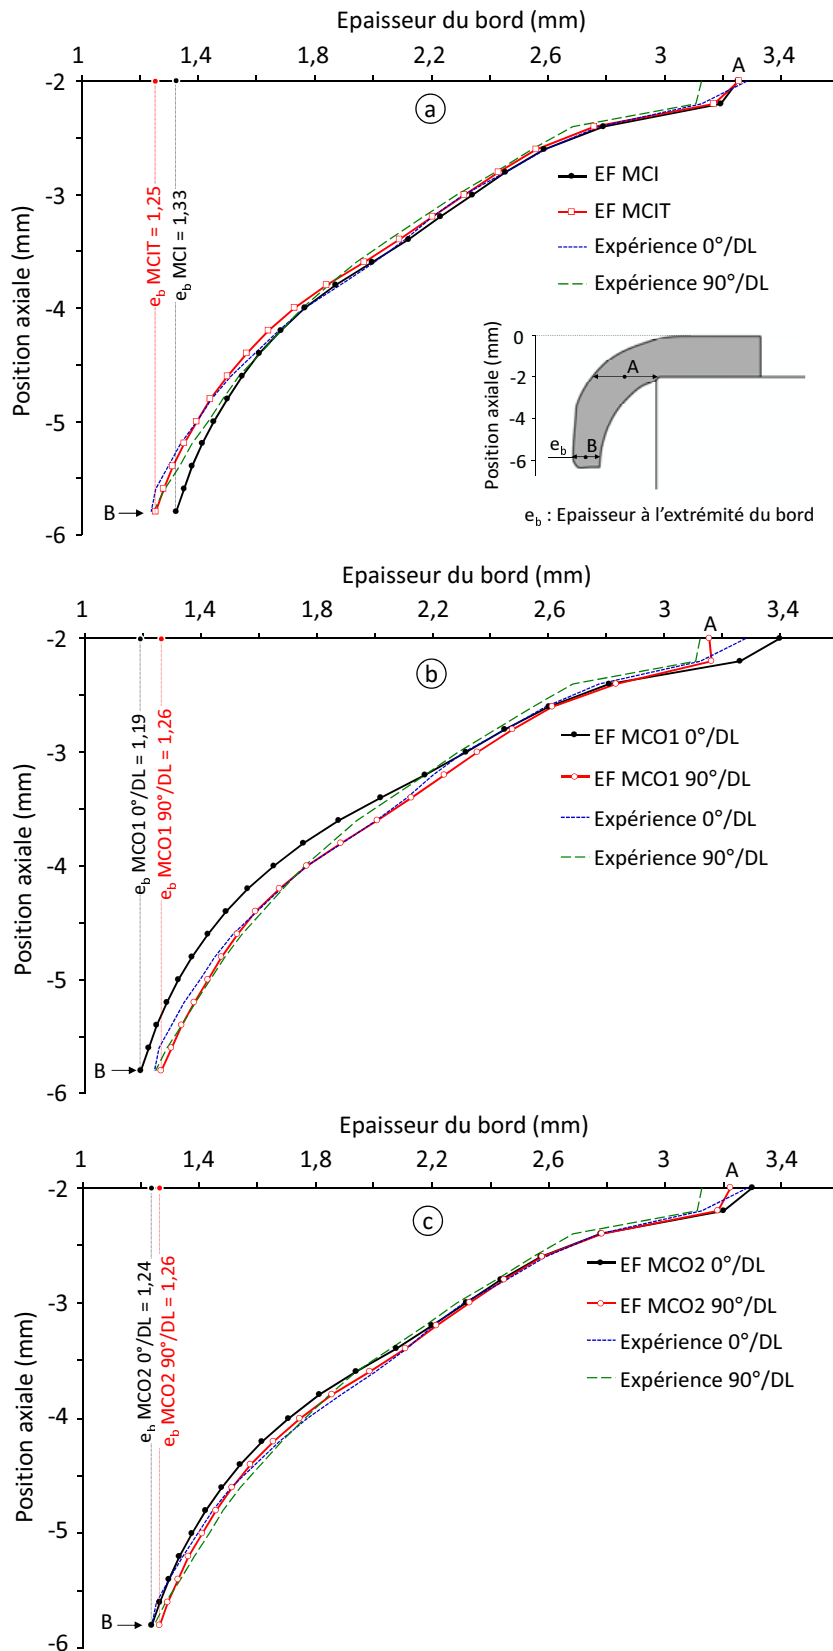 Epaisseur du bord (mm)
1 1,4 1,8 2,2 2,6 3 3,4
A
-2
-3
-4
-5
-6
Position axiale (mm)
a
e_b MCIT = 1,25
e_b MCI = 1,33
EF MCI
EF MCIT
Expérience 0°/DL
Expérience 90°/DL
B
Position axiale (mm)
0
-2
-4
-6
A
B
e_b
e_b : Epaisseur à l'extrémité du bord
Epaisseur du bord (mm)
1 1,4 1,8 2,2 2,6 3 3,4
A
-2
-3
-4
-5
-6
Position axiale (mm)
b
e_b MCO1 0°/DL = 1,19
e_b MCO1 90°/DL = 1,26
EF MCO1 0°/DL
EF MCO1 90°/DL
Expérience 0°/DL
Expérience 90°/DL
B
Epaisseur du bord (mm)
1 1,4 1,8 2,2 2,6 3 3,4
A
-2
-3
-4
-5
-6
Position axiale (mm)
c
e_b MCO2 0°/DL = 1,24
e_b MCO2 90°/DL = 1,26
EF MCO2 0°/DL
EF MCO2 90°/DL
Expérience 0°/DL
Expérience 90°/DL
B